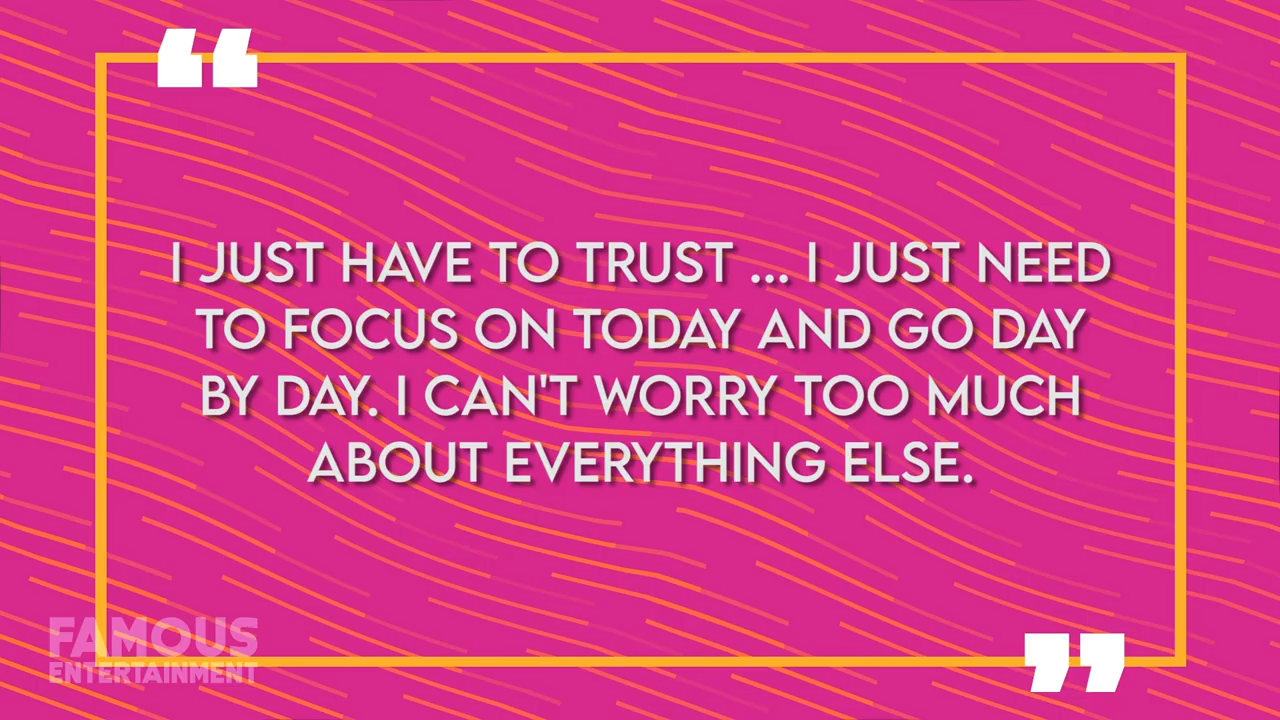 I JUST HAVE TO TRUST ... I JUST NEED
TO FOCUS ON TODAY AND GO DAY
BY DAY. I CAN'T WORRY TOO MUCH
ABOUT EVERYTHING ELSE.
FAMOUS
ENTERTAINMENT